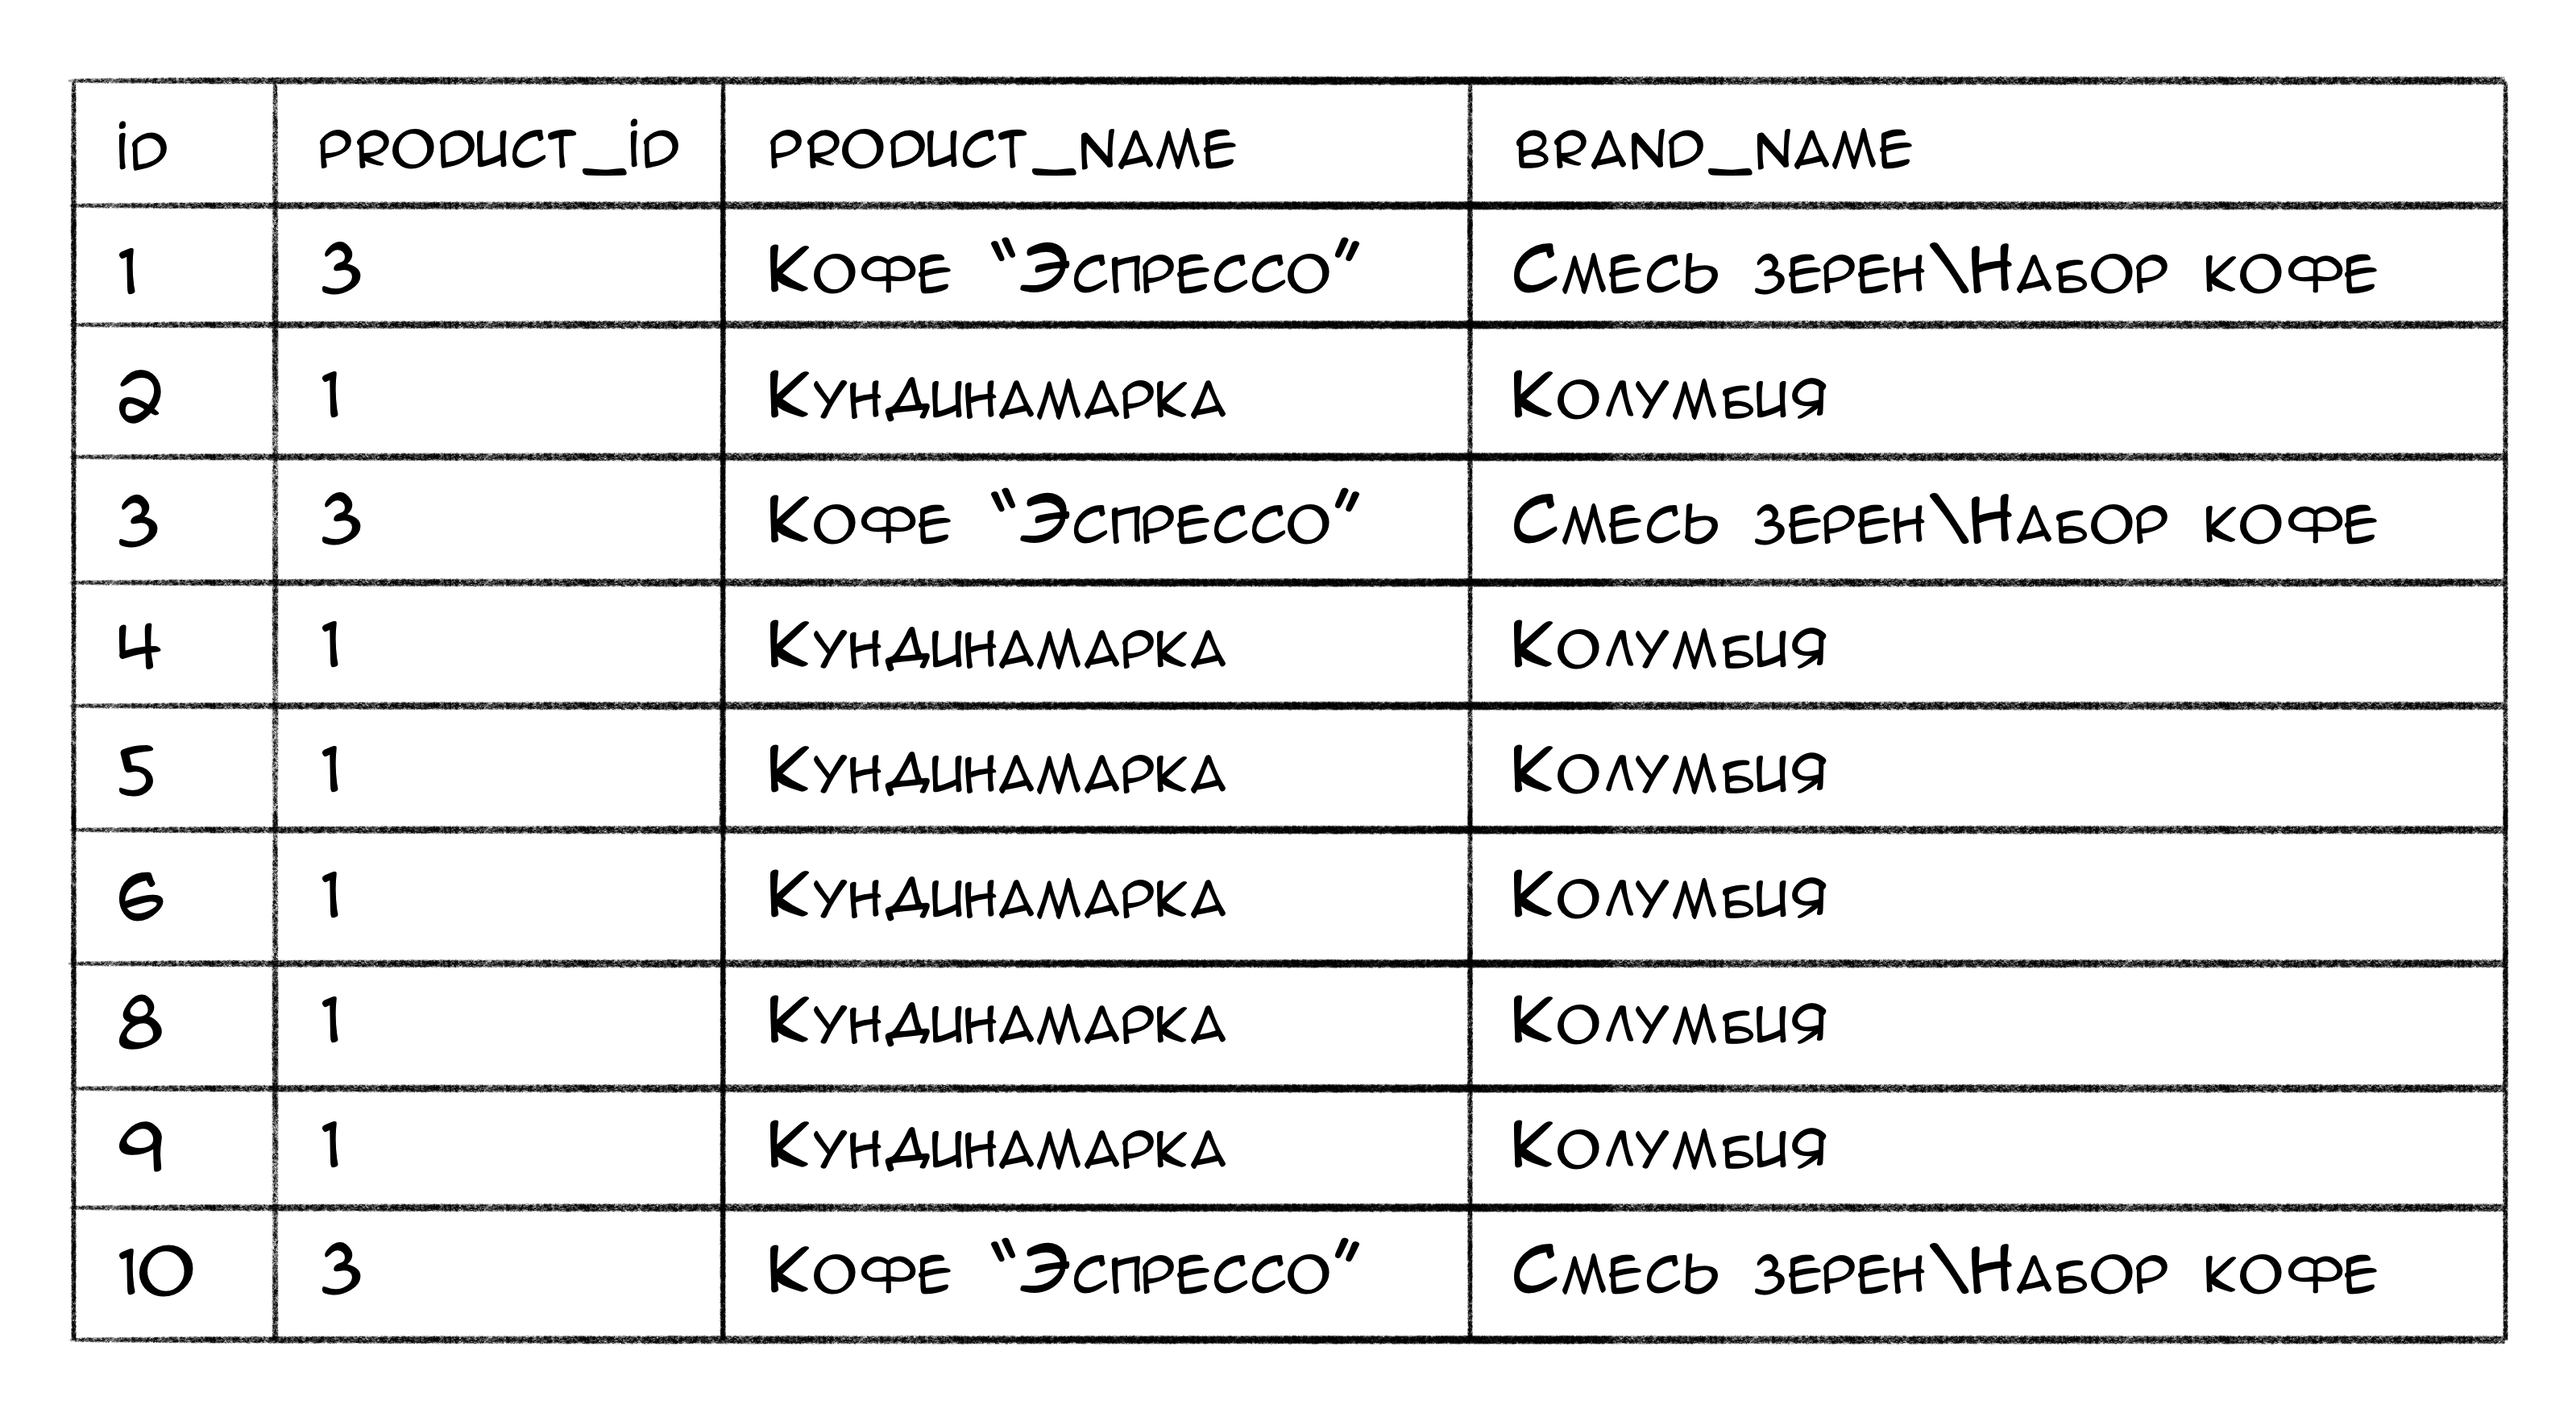 id product_id product_name brand_name
1 3 Кофе "Эспрессо" Смесь зерен\Набор кофе
2 1 Кундинамарка Колумбия
3 3 Кофе "Эспрессо" Смесь зерен\Набор кофе
4 1 Кундинамарка Колумбия
5 1 Кундинамарка Колумбия
6 1 Кундинамарка Колумбия
8 1 Кундинамарка Колумбия
9 1 Кундинамарка Колумбия
10 3 Кофе "Эспрессо" Смесь зерен\Набор кофе